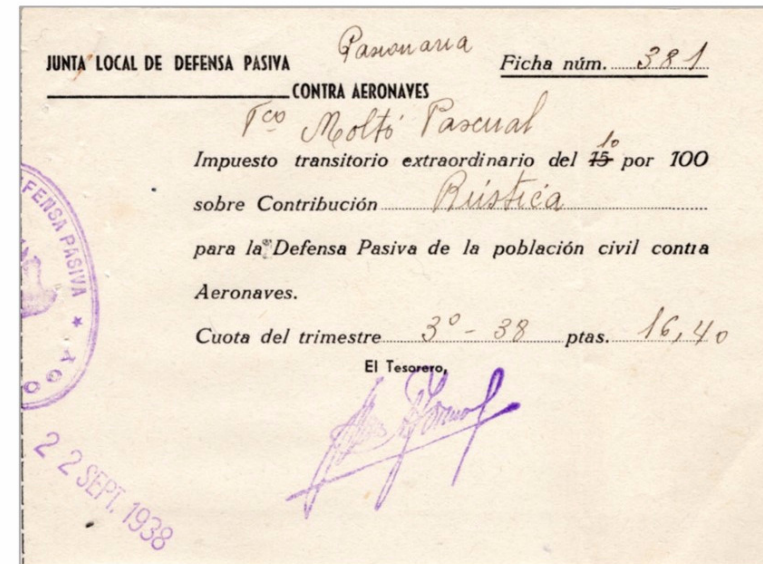 Pasionaria
JUNTA LOCAL DE DEFENSA PASIVA
Ficha núm. 381
CONTRA AERONAVES
Fco Moltó Pascual
10
Impuesto transitorio extraordinario del 15 por 100
sobre Contribución Rústica
para la Defensa Pasiva de la población civil contra
Aeronaves.
Cuota del trimestre 3º - 38 ptas. 16,40
El Tesorero,
DEFENSA PASIVA
22 SEPT. 1938